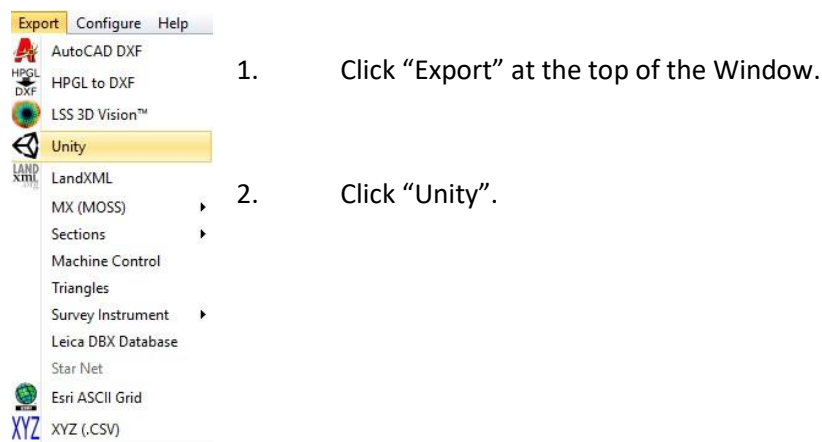 Export Configure Help
AutoCAD DXF
HPGL
DXF
HPGL to DXF
LSS 3D Vision™
Unity
LAND
xml
.org
LandXML
MX (MOSS)
Sections
Machine Control
Triangles
Survey Instrument
Leica DBX Database
Star Net
Esri ASCII Grid
XYZ XYZ (.CSV)
1. Click “Export” at the top of the Window.
2. Click “Unity”.